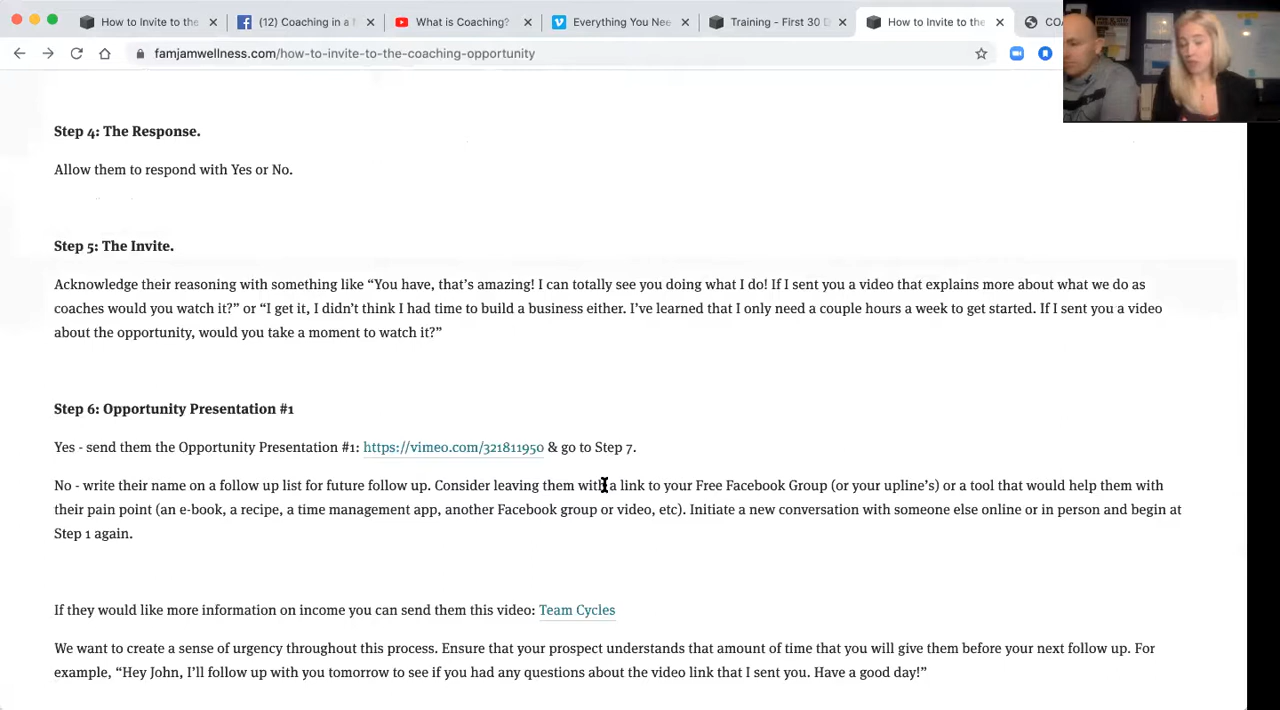 How to Invite to the
(12) Coaching in a
What is Coaching?
Everything You Nee
Training - First 30 D
How to Invite to the
CO
famjamwellness.com/how-to-invite-to-the-coaching-opportunity
Step 4: The Response.
Allow them to respond with Yes or No.
Step 5: The Invite.
Acknowledge their reasoning with something like “You have, that’s amazing! I can totally see you doing what I do! If I sent you a video that explains more about what we do as
coaches would you watch it?” or “I get it, I didn’t think I had time to build a business either. I’ve learned that I only need a couple hours a week to get started. If I sent you a video
about the opportunity, would you take a moment to watch it?”
Step 6: Opportunity Presentation #1
Yes - send them the Opportunity Presentation #1: https://vimeo.com/321811950 & go to Step 7.
No - write their name on a follow up list for future follow up. Consider leaving them with a link to your Free Facebook Group (or your upline’s) or a tool that would help them with
their pain point (an e-book, a recipe, a time management app, another Facebook group or video, etc). Initiate a new conversation with someone else online or in person and begin at
Step 1 again.
If they would like more information on income you can send them this video: Team Cycles
We want to create a sense of urgency throughout this process. Ensure that your prospect understands that amount of time that you will give them before your next follow up. For
example, “Hey John, I’ll follow up with you tomorrow to see if you had any questions about the video link that I sent you. Have a good day!”